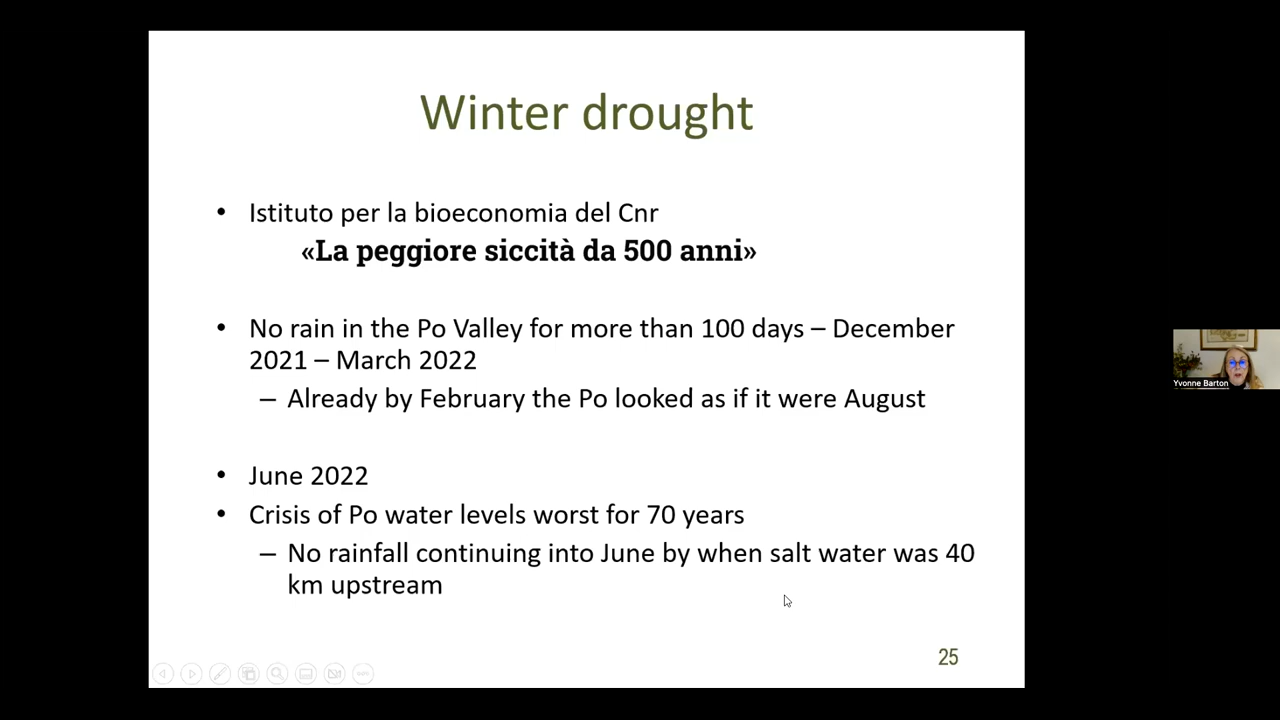 Winter drought
• Istituto per la bioeconomia del Cnr
«La peggiore siccità da 500 anni»
• No rain in the Po Valley for more than 100 days – December
2021 – March 2022
– Already by February the Po looked as if it were August
• June 2022
• Crisis of Po water levels worst for 70 years
– No rainfall continuing into June by when salt water was 40
km upstream
25
Yvonne Barton